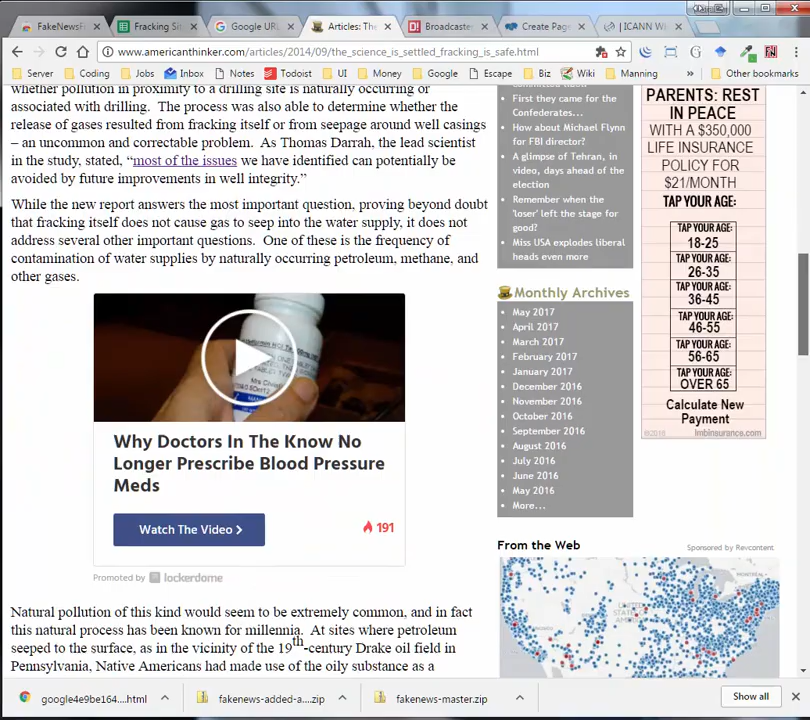 FakeNewsF
Fracking Sit
Google URL
Articles: The
Broadcaste
Create Page
| ICANN Wi
www.americanthinker.com/articles/2014/09/the_science_is_settled_fracking_is_safe.html
Server
Coding
Jobs
Inbox
Notes
Todoist
Money
Google
Escape
Biz
Wiki
Manning
»
Other bookmarks
whether pollution in proximity to a drilling site is naturally occurring or
associated with drilling. The process was also able to determine whether the
release of gases resulted from fracking itself or from seepage around well casings
– an uncommon and correctable problem. As Thomas Darrah, the lead scientist
in the study, stated, “most of the issues we have identified can potentially be
avoided by future improvements in well integrity.”
While the new report answers the most important question, proving beyond doubt
that fracking itself does not cause gas to seep into the water supply, it does not
address several other important questions. One of these is the frequency of
contamination of water supplies by naturally occurring petroleum, methane, and
other gases.
Why Doctors In The Know No
Longer Prescribe Blood Pressure
Meds
Watch The Video >
191
Promoted by lockerdome
Natural pollution of this kind would seem to be extremely common, and in fact
this natural process has been known for millennia. At sites where petroleum
seeped to the surface, as in the vicinity of the 19th-century Drake oil field in
Pennsylvania, Native Americans had made use of the oily substance as a
First they came for the
Confederates...
How about Michael Flynn
for FBI director?
A glimpse of Tehran, in
video, days ahead of the
election
Remember when the
'loser' left the stage for
good?
Miss USA explodes liberal
heads even more
Monthly Archives
May 2017
April 2017
March 2017
February 2017
January 2017
December 2016
November 2016
October 2016
September 2016
August 2016
July 2016
June 2016
May 2016
More...
PARENTS: REST
IN PEACE
WITH A $350,000
LIFE INSURANCE
POLICY FOR
$21/MONTH
TAP YOUR AGE:
TAP YOUR AGE:
18-25
TAP YOUR AGE:
26-35
TAP YOUR AGE:
36-45
TAP YOUR AGE:
46-55
TAP YOUR AGE:
56-65
TAP YOUR AGE:
OVER 65
Calculate New
Payment
©2016 lmbinsurance.com
From the Web
Sponsored by Revcontent
UNITED
STATES
google4e9be164....html
fakenews-added-a....zip
fakenews-master.zip
Show all